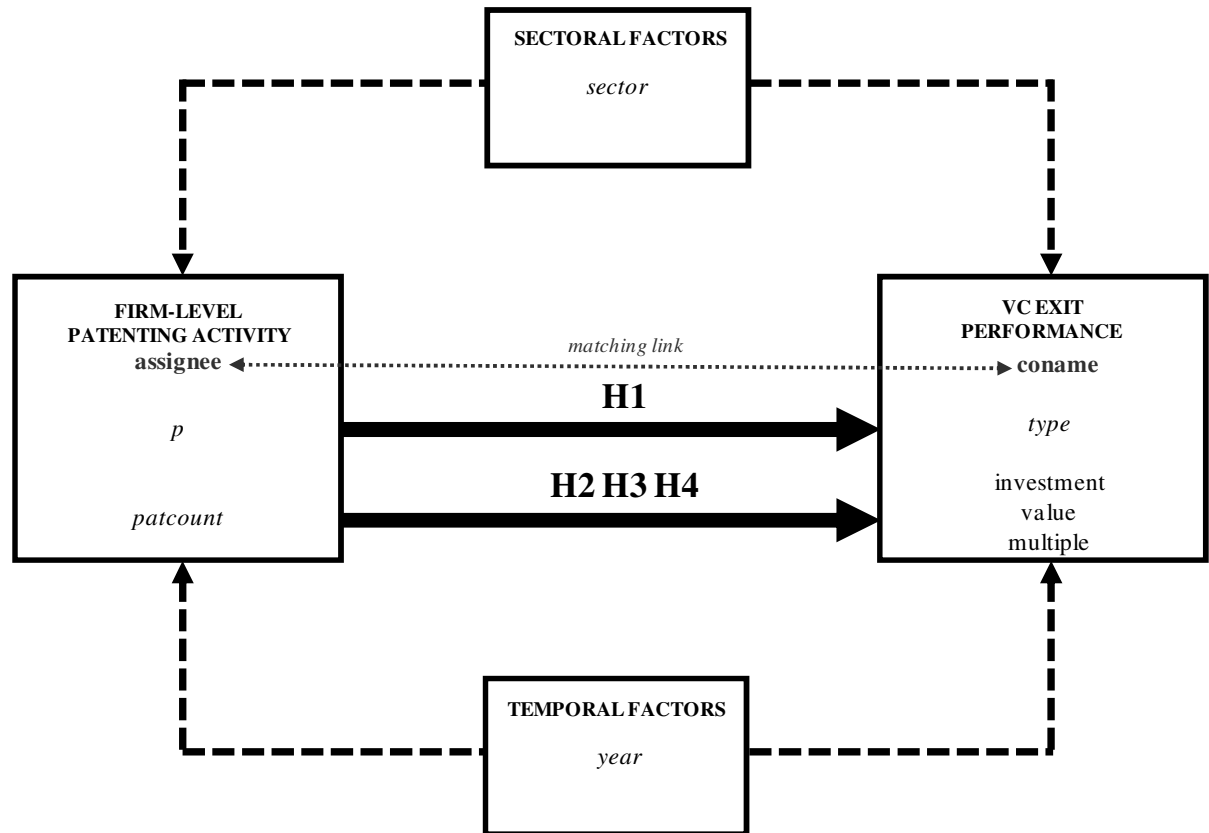 SECTORAL FACTORS
sector
FIRM-LEVEL
PATENTING ACTIVITY
assignee
p
patcount
matching link
H1
H2 H3 H4
VC EXIT
PERFORMANCE
coname
type
investment
value
multiple
TEMPORAL FACTORS
year